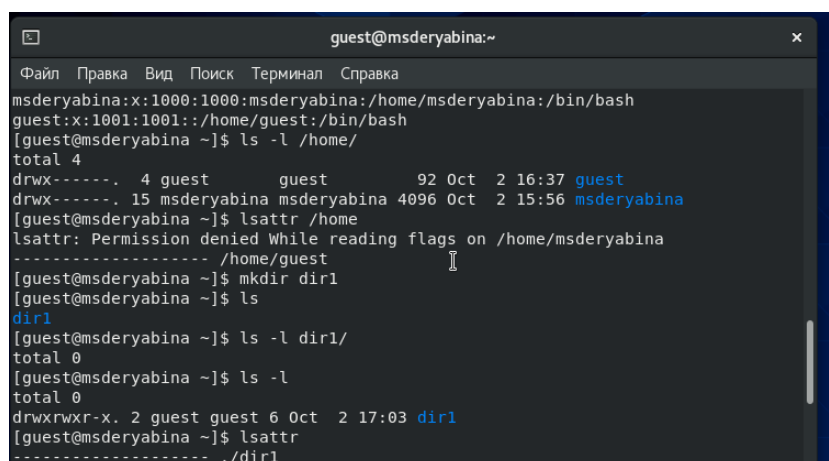 guest@msderyabina:~
×
Файл Правка Вид Поиск Терминал Справка
msderyabina:x:1000:1000:msderyabina:/home/msderyabina:/bin/bash
guest:x:1001:1001::/home/guest:/bin/bash
[guest@msderyabina ~]$ ls -l /home/
total 4
drwx------.  4 guest       guest         92 Oct  2 16:37 guest
drwx------. 15 msderyabina msderyabina 4096 Oct  2 15:56 msderyabina
[guest@msderyabina ~]$ lsattr /home
lsattr: Permission denied While reading flags on /home/msderyabina
-------------------- /home/guest
[guest@msderyabina ~]$ mkdir dir1
[guest@msderyabina ~]$ ls
dir1
[guest@msderyabina ~]$ ls -l dir1/
total 0
[guest@msderyabina ~]$ ls -l
total 0
drwxrwxr-x. 2 guest guest 6 Oct  2 17:03 dir1
[guest@msderyabina ~]$ lsattr
-------------------- ./dir1